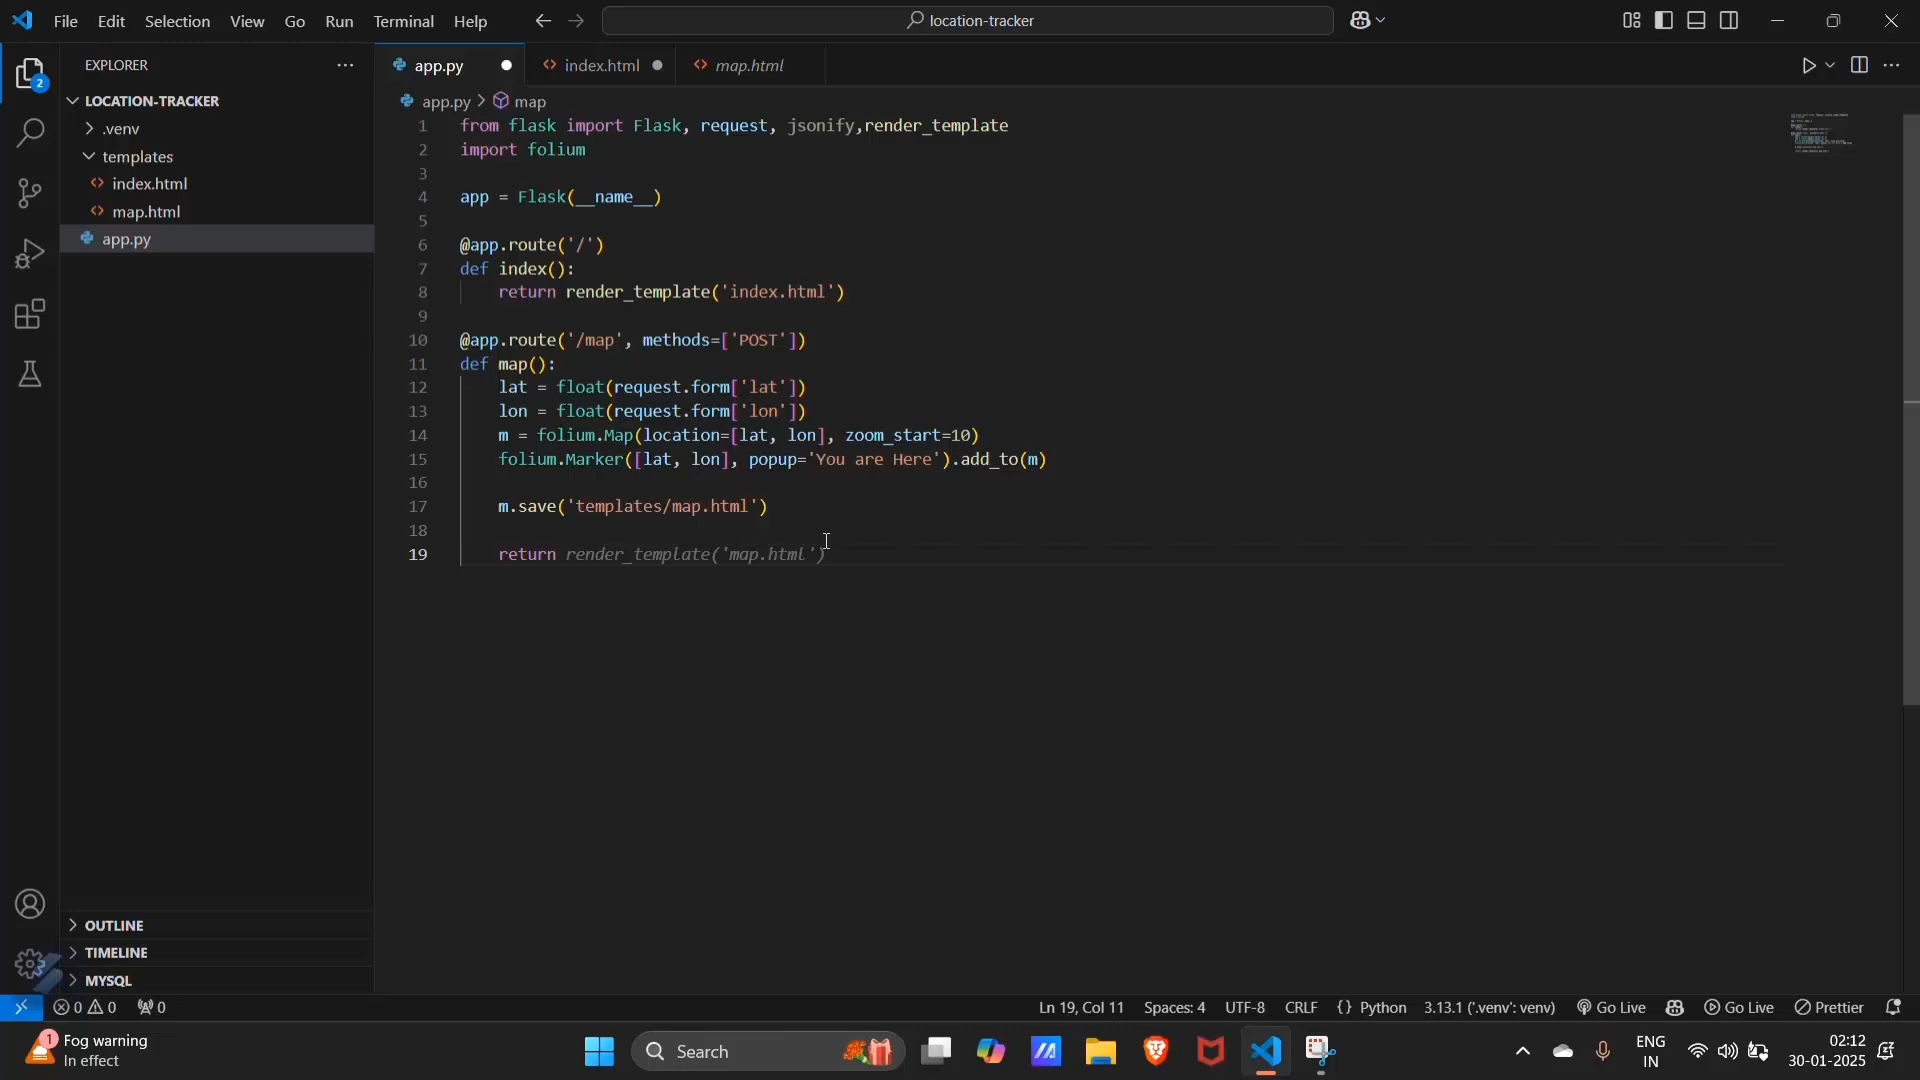 File Edit Selection View Go Run Terminal Help
location-tracker
EXPLORER
2
LOCATION-TRACKER
.venv
templates
index.html
map.html
app.py
OUTLINE
TIMELINE
MYSQL
app.py
index.html
map.html
app.py > map
1 from flask import Flask, request, jsonify,render_template
2 import folium
3
4 app = Flask(__name__)
5
6 @app.route('/')
7 def index():
8 return render_template('index.html')
9
10 @app.route('/map', methods=['POST'])
11 def map():
12 lat = float(request.form['lat'])
13 lon = float(request.form['lon'])
14 m = folium.Map(location=[lat, lon], zoom_start=10)
15 folium.Marker([lat, lon], popup='You are Here').add_to(m)
16
17 m.save('templates/map.html')
18
19 return render_template('map.html')
0 0 0
Ln 19, Col 11 Spaces: 4 UTF-8 CRLF {} Python 3.13.1 ('.venv': venv) Go Live Go Live Prettier
1
Fog warning
In effect
Search
ENG
IN
02:12
30-01-2025